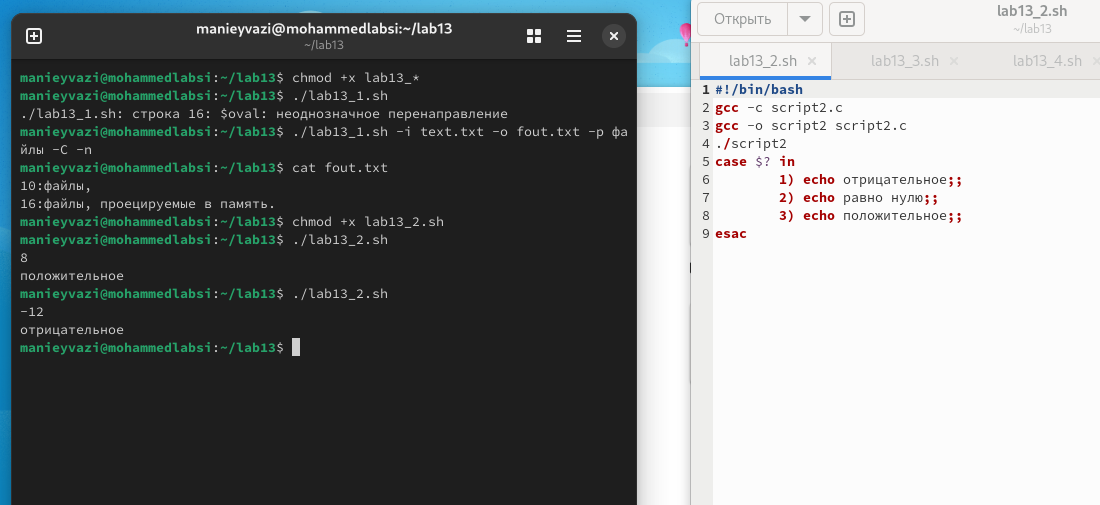 manieyvazi@mohammedlabsi:~/lab13
~/lab13
manieyvazi@mohammedlabsi:~/lab13$ chmod +x lab13_*
manieyvazi@mohammedlabsi:~/lab13$ ./lab13_1.sh
./lab13_1.sh: строка 16: $oval: неоднозначное перенаправление
manieyvazi@mohammedlabsi:~/lab13$ ./lab13_1.sh -i text.txt -o fout.txt -p фа
йлы -C -n
manieyvazi@mohammedlabsi:~/lab13$ cat fout.txt
10:файлы,
16:файлы, проецируемые в память.
manieyvazi@mohammedlabsi:~/lab13$ chmod +x lab13_2.sh
manieyvazi@mohammedlabsi:~/lab13$ ./lab13_2.sh
8
положительное
manieyvazi@mohammedlabsi:~/lab13$ ./lab13_2.sh
-12
отрицательное
manieyvazi@mohammedlabsi:~/lab13$
Открыть
lab13_2.sh
~/lab13
lab13_2.sh × lab13_3.sh × lab13_4.sh ×
1 #!/bin/bash
2 gcc -c script2.c
3 gcc -o script2 script2.c
4 ./script2
5 case $? in
6 1) echo отрицательное;;
7 2) echo равно нулю;;
8 3) echo положительное;;
9 esac